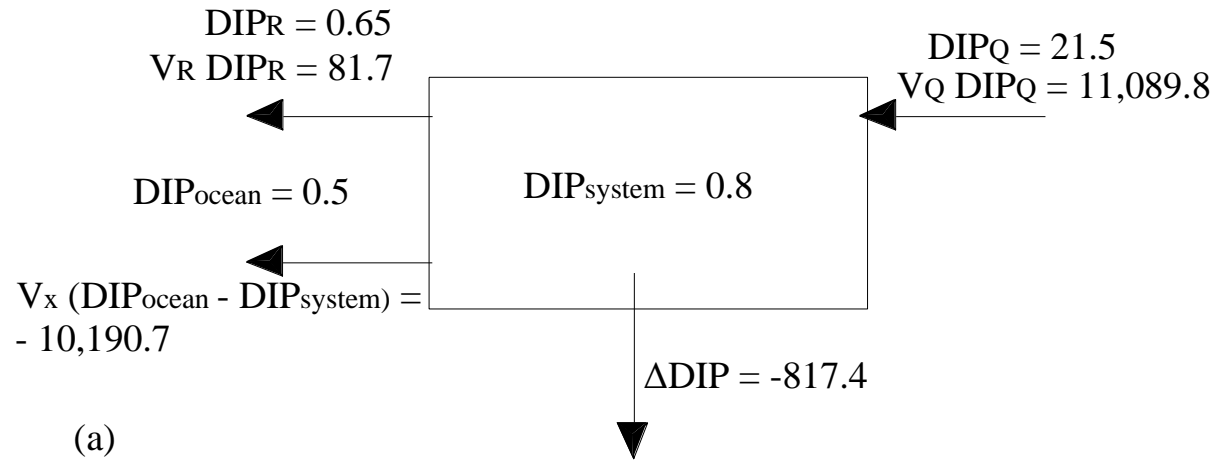 DIPR = 0.65
VR DIPR = 81.7
DIPQ = 21.5
VQ DIPQ = 11,089.8
DIPocean = 0.5
DIPsystem = 0.8
Vx (DIPocean - DIPsystem) =
- 10,190.7
ΔDIP = -817.4
(a)